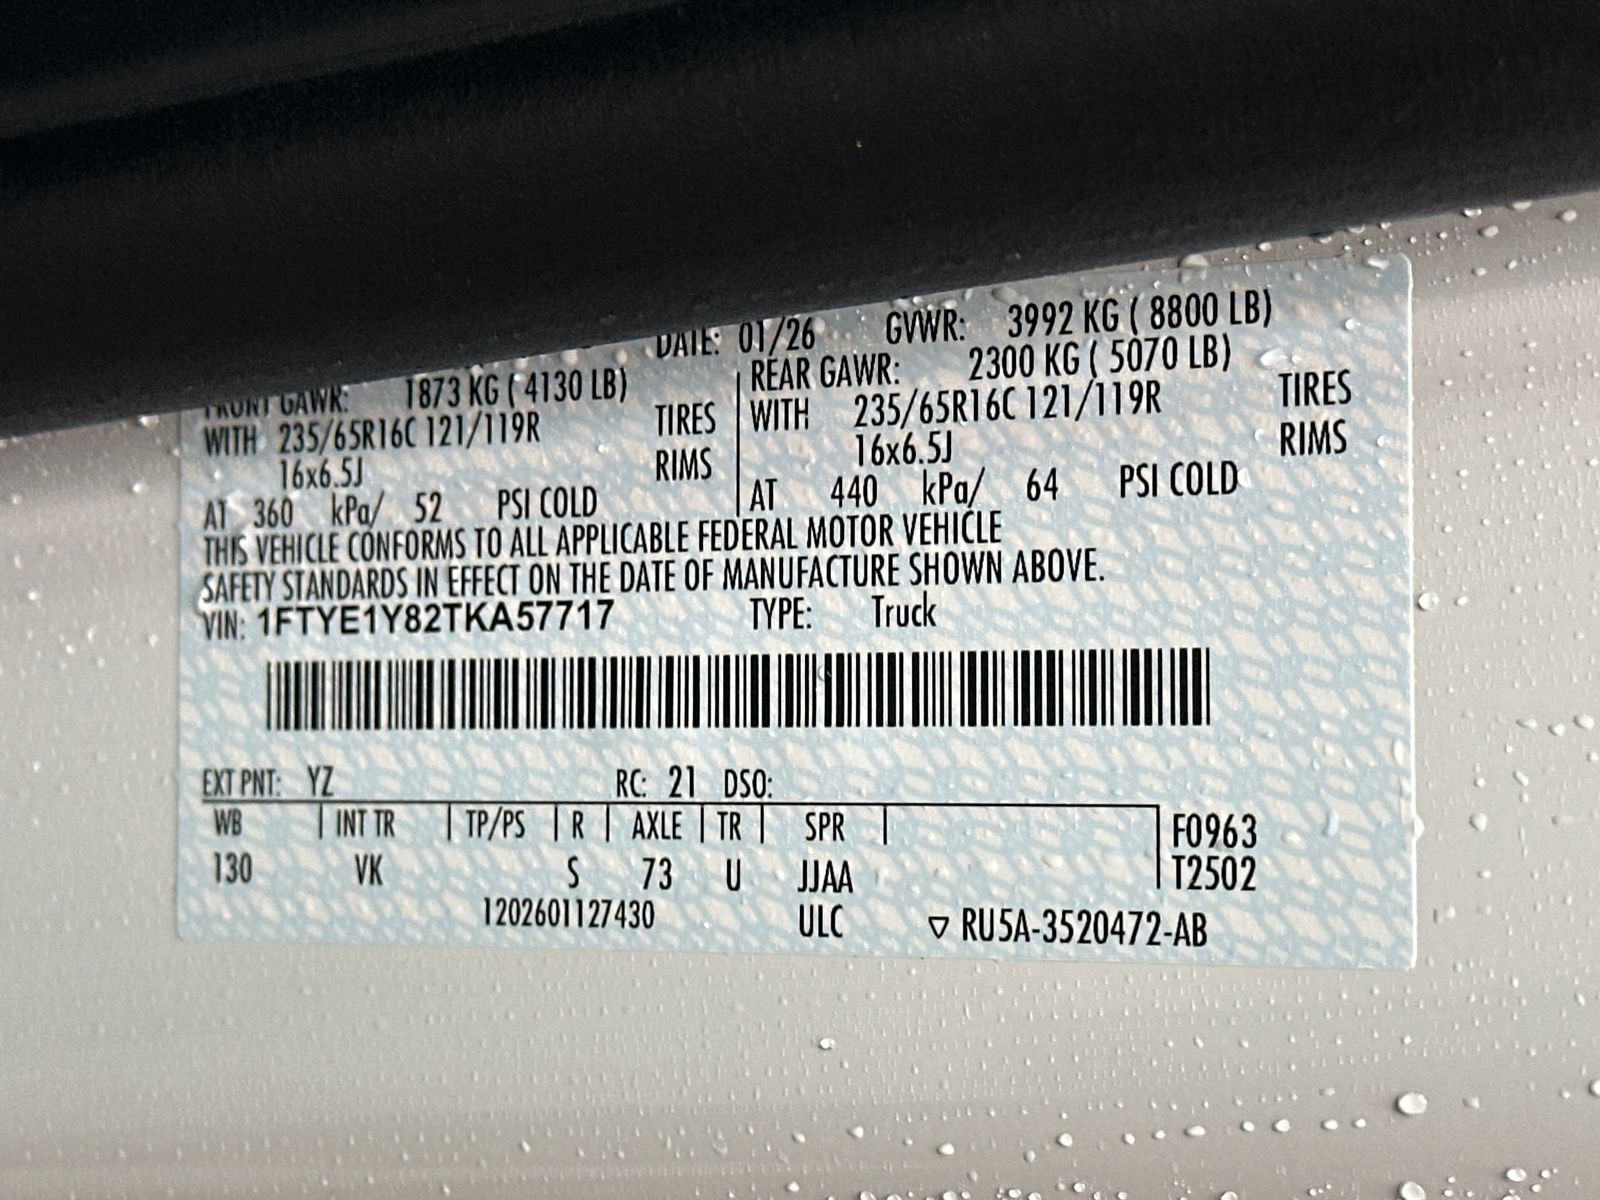 DATE: 01/26 GVWR: 3992 KG ( 8800 LB)
FRONT GAWR: 1873 KG ( 4130 LB) REAR GAWR: 2300 KG ( 5070 LB)
WITH 235/65R16C 121/119R TIRES WITH 235/65R16C 121/119R TIRES
16x6.5J RIMS 16x6.5J RIMS
AT 360 kPa/ 52 PSI COLD AT 440 kPa/ 64 PSI COLD
THIS VEHICLE CONFORMS TO ALL APPLICABLE FEDERAL MOTOR VEHICLE
SAFETY STANDARDS IN EFFECT ON THE DATE OF MANUFACTURE SHOWN ABOVE.
VIN: 1FTYE1Y82TKA57717 TYPE: Truck
EXT PNT: YZ RC: 21 DSO:
WB INT TR TP/PS R AXLE TR SPR F0963
130 VK S 73 U JJAA T2502
1202601127430 ULC ▽ RU5A-3520472-AB